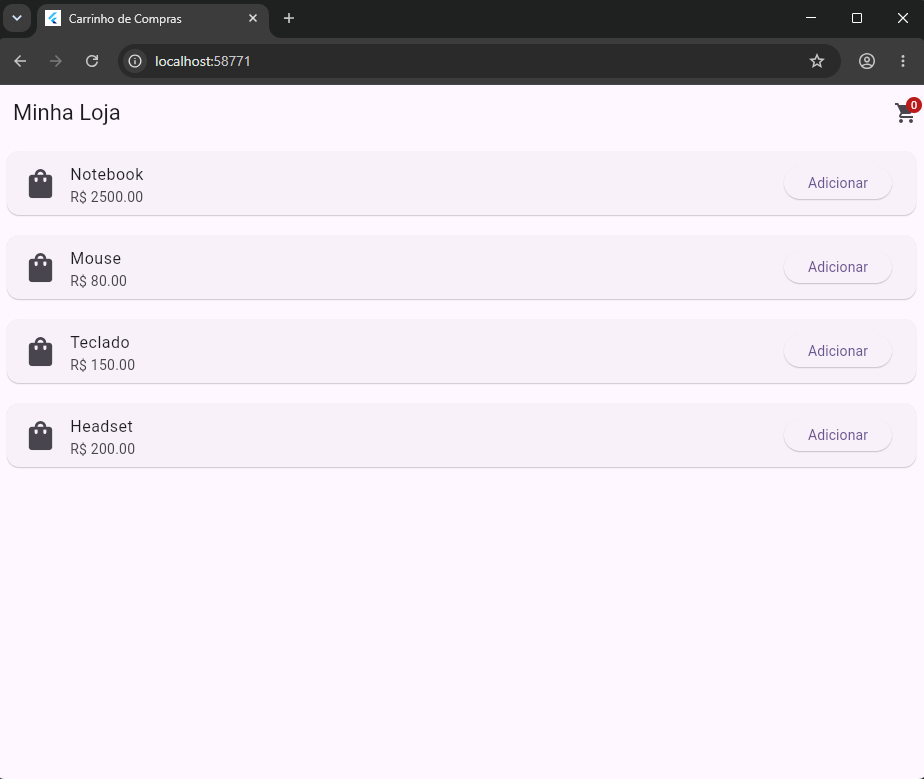 Carrinho de Compras
localhost:58771
Minha Loja
0
Notebook
R$ 2500.00
Adicionar
Mouse
R$ 80.00
Adicionar
Teclado
R$ 150.00
Adicionar
Headset
R$ 200.00
Adicionar